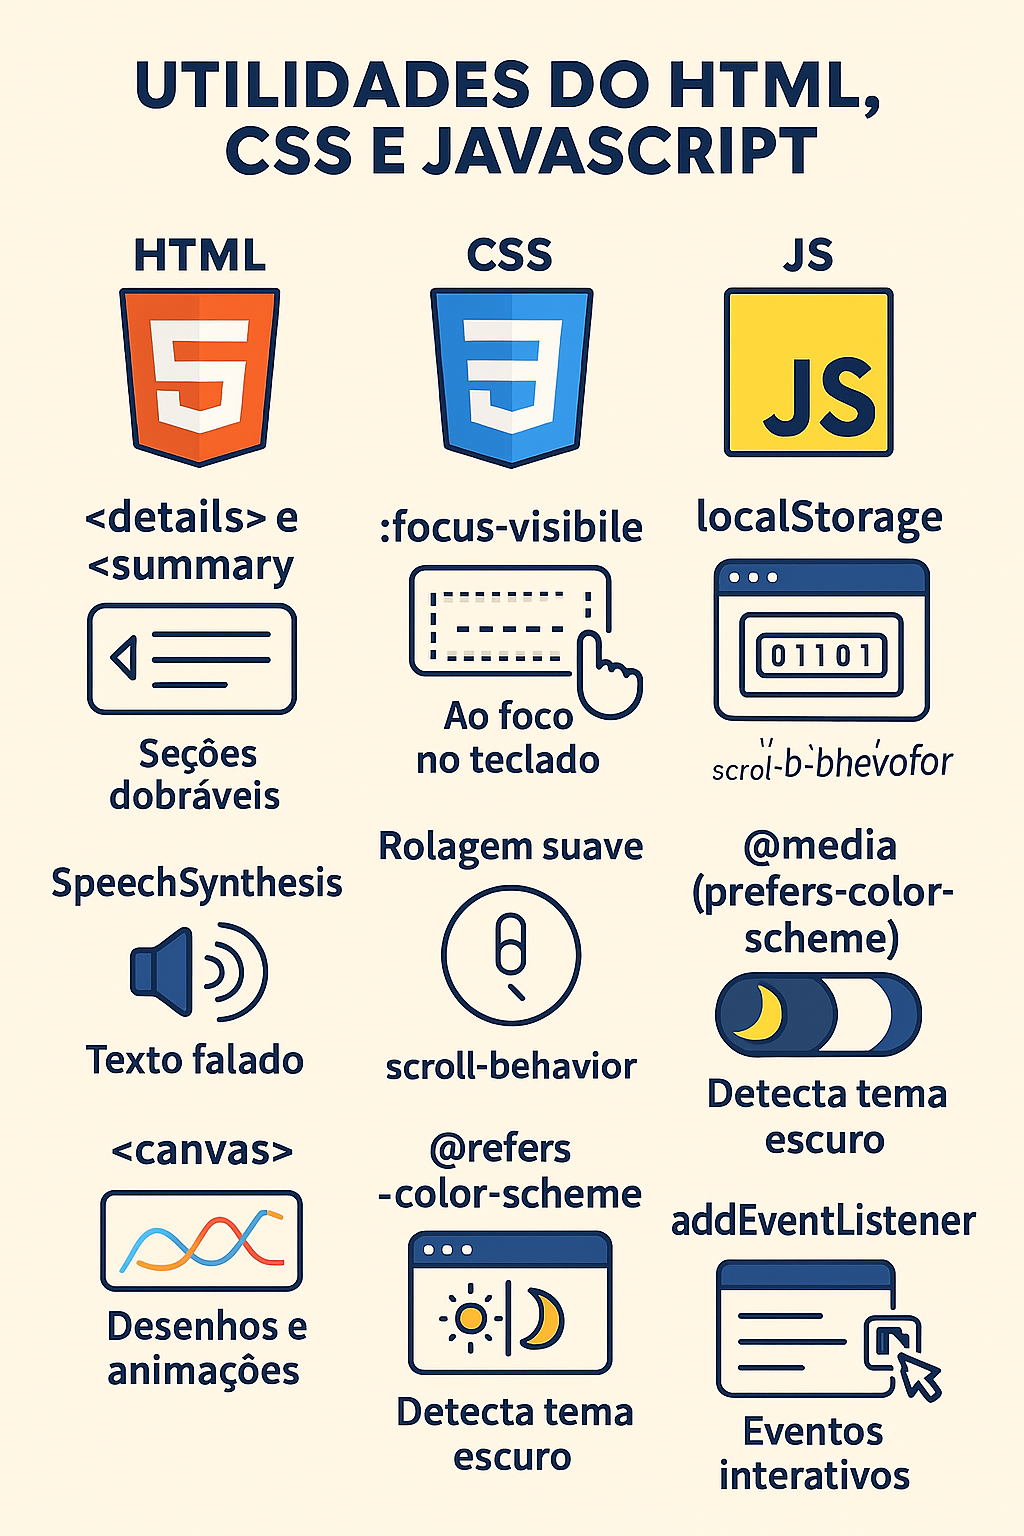 UTILIDADES DO HTML,
CSS E JAVASCRIPT
HTML
<details> e
<summary
Seções
dobráveis
SpeechSynthesis
Texto falado
<canvas>
Desenhos e
animações
CSS
:focus-visibile
Ao foco
no teclado
Rolagem suave
scroll-behavior
@refers
-color-scheme
Detecta tema
escuro
JS
JS
localStorage
01101
scrol-b-bhevofor
@media
(prefers-color-
scheme)
Detecta tema
escuro
addEventListener
Eventos
interativos